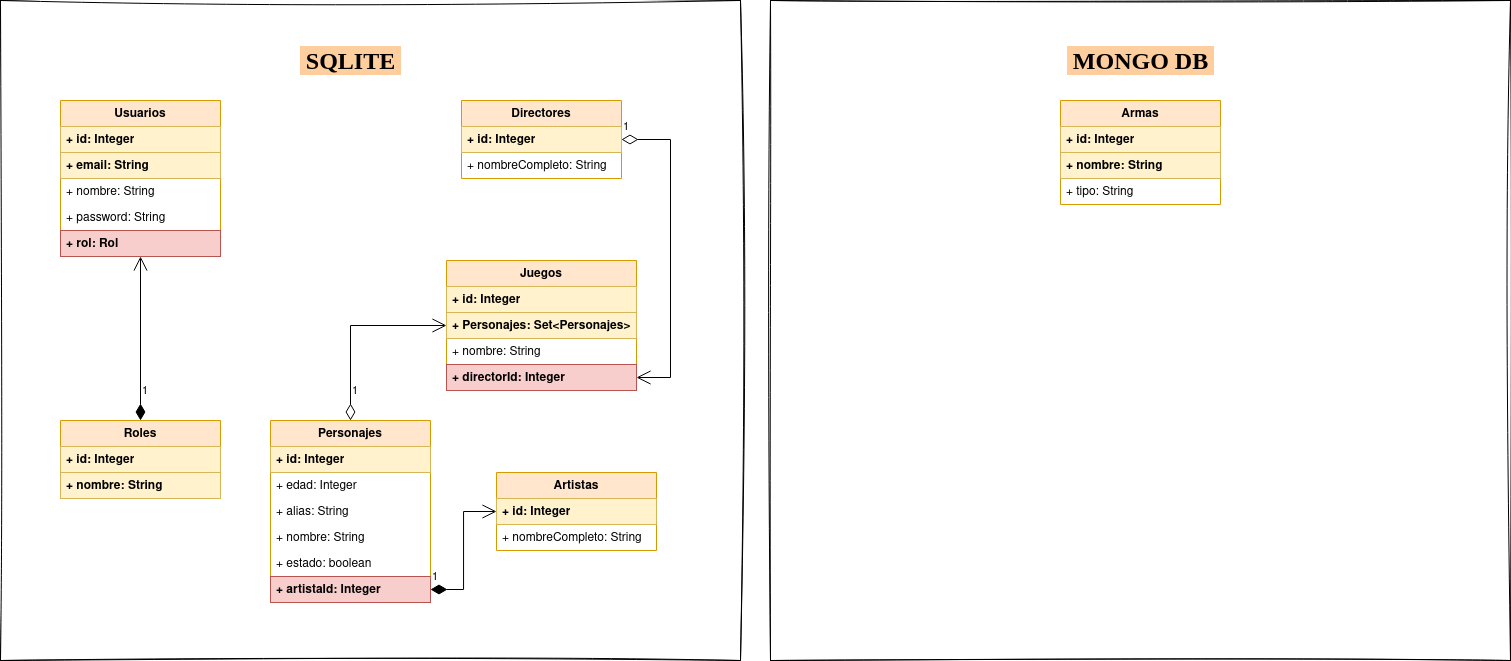 SQLITE
Usuarios
+ id: Integer
+ email: String
+ nombre: String
+ password: String
+ rol: Rol
1
Roles
+ id: Integer
+ nombre: String
Directores
+ id: Integer
+ nombreCompleto: String
1
Juegos
+ id: Integer
+ Personajes: Set<Personajes>
+ nombre: String
+ directorId: Integer
1
Personajes
+ id: Integer
+ edad: Integer
+ alias: String
+ nombre: String
+ estado: boolean
+ artistaId: Integer
1
Artistas
+ id: Integer
+ nombreCompleto: String
MONGO DB
Armas
+ id: Integer
+ nombre: String
+ tipo: String